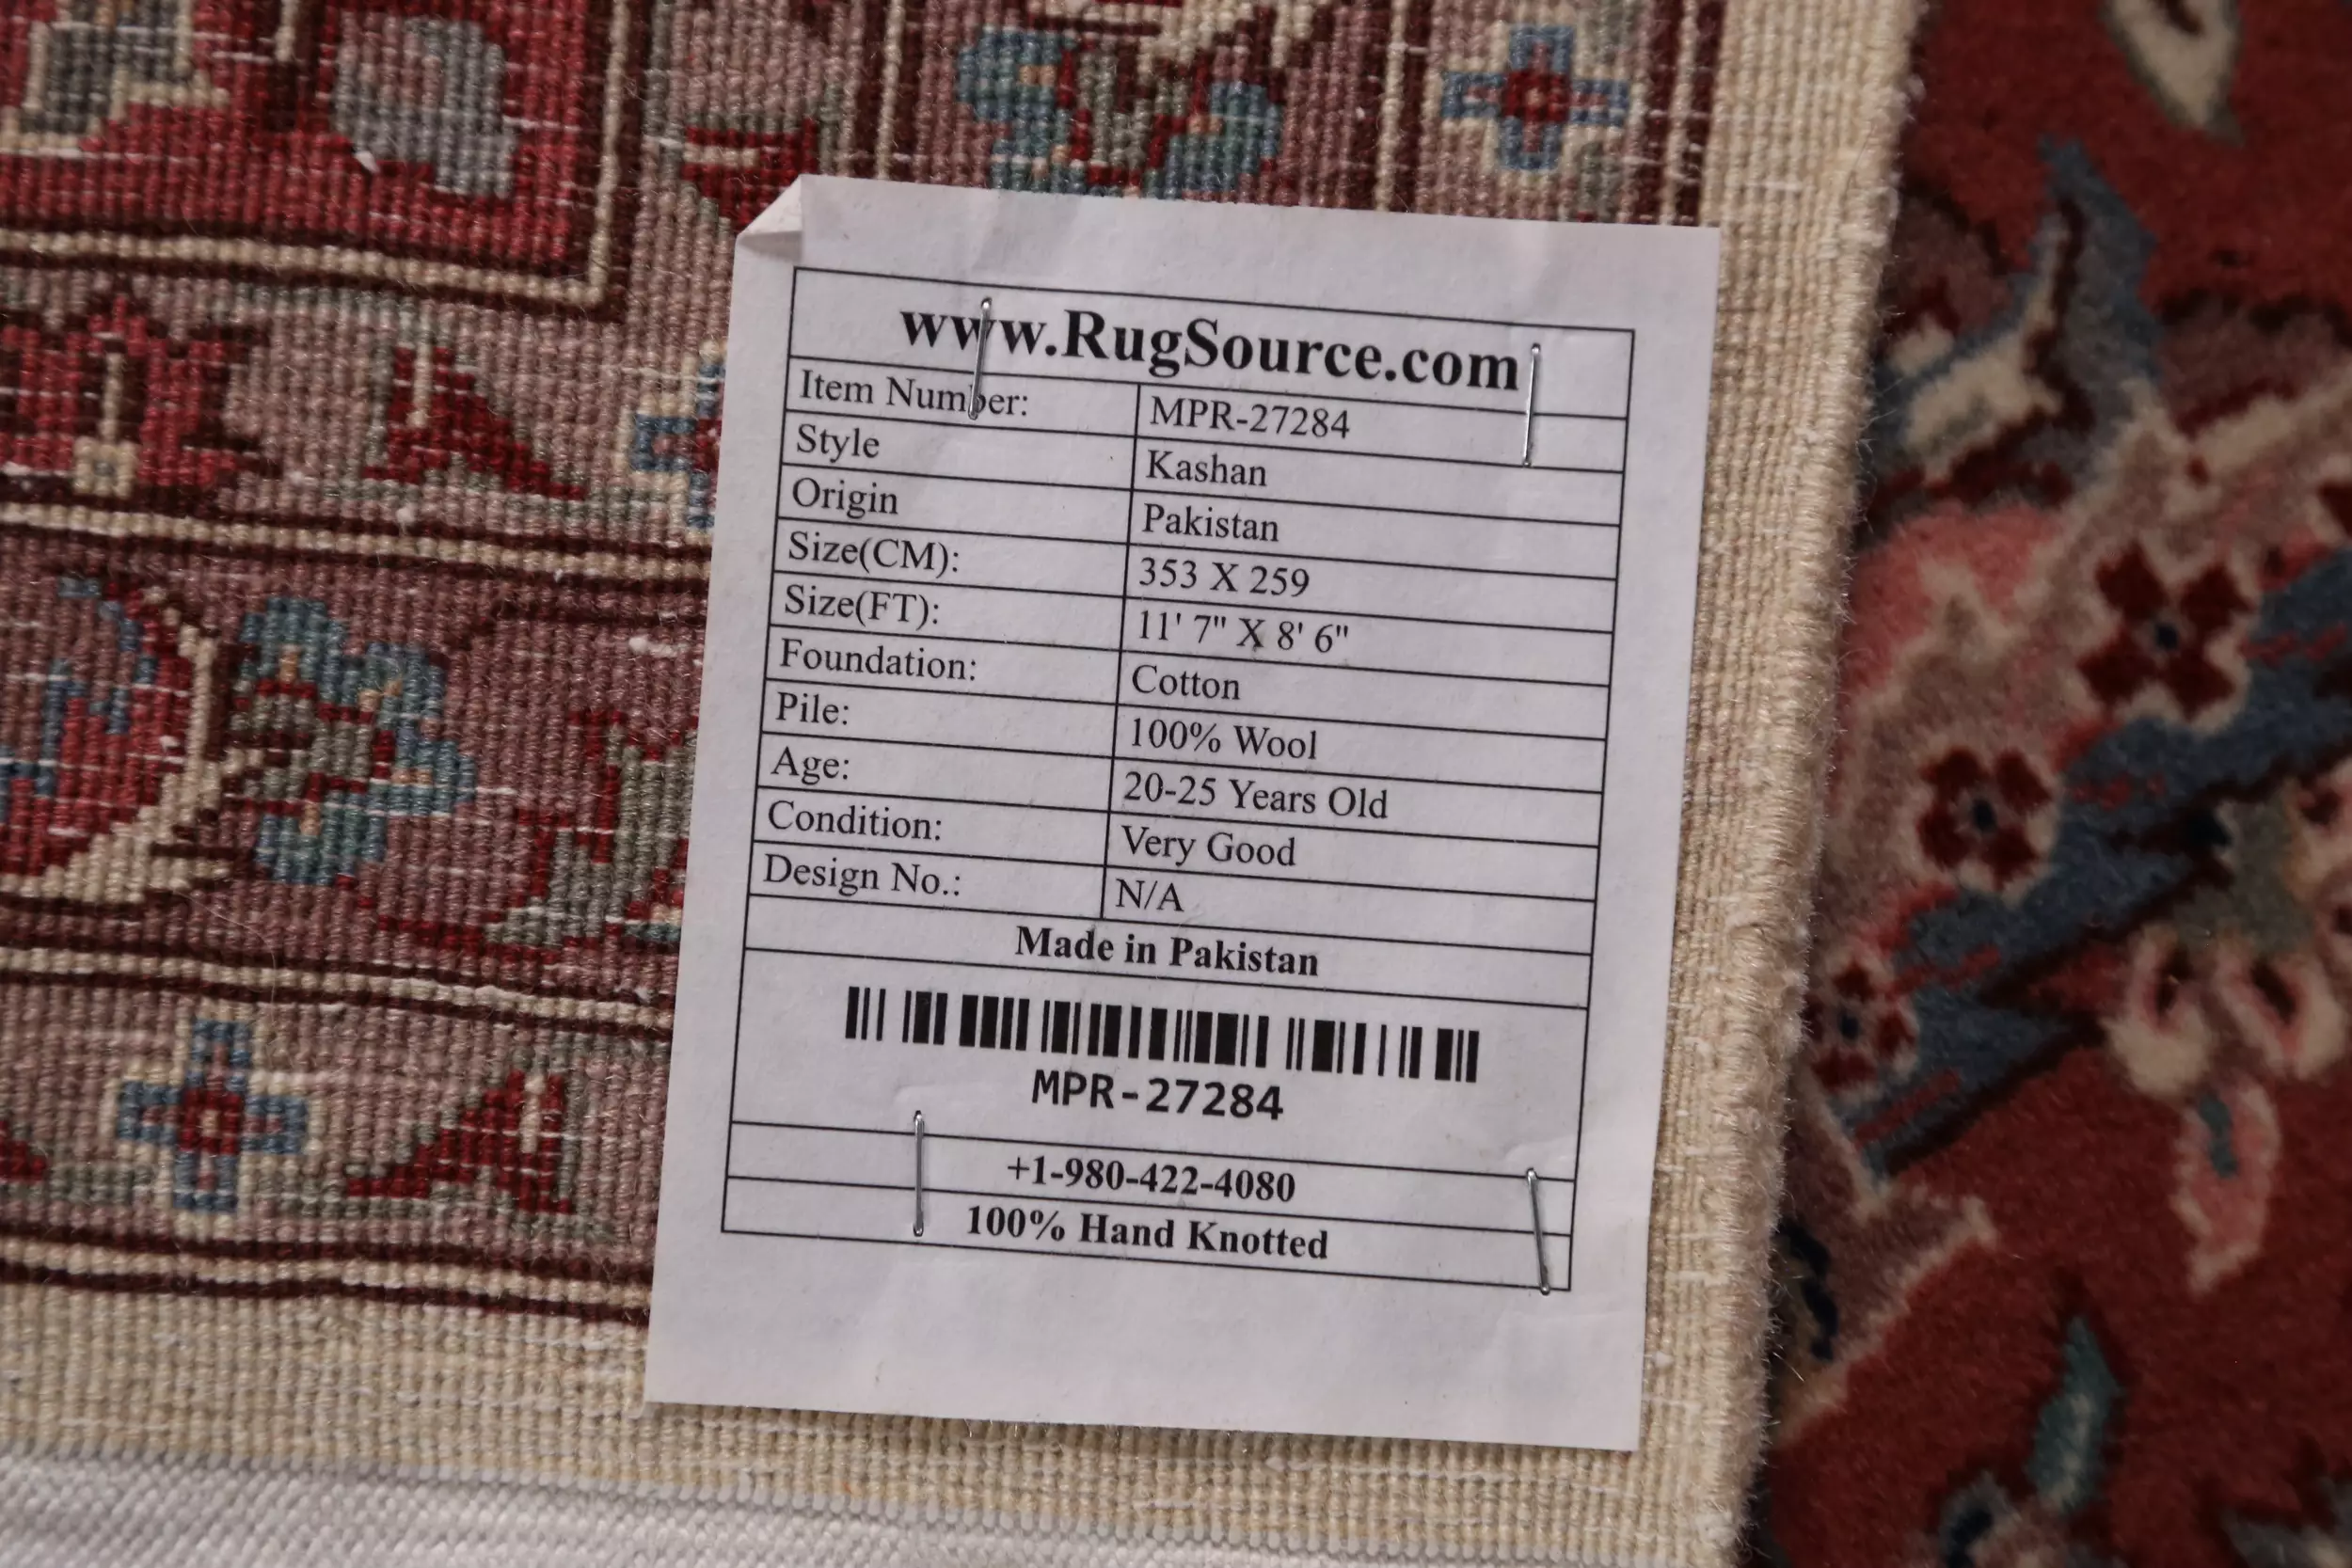 www.RugSource.com
Item Number: MPR-27284
Style Kashan
Origin Pakistan
Size(CM): 353 X 259
Size(FT): 11' 7" X 8' 6"
Foundation: Cotton
Pile: 100% Wool
Age: 20-25 Years Old
Condition: Very Good
Design No.: N/A
Made in Pakistan
MPR-27284
+1-980-422-4080
100% Hand Knotted